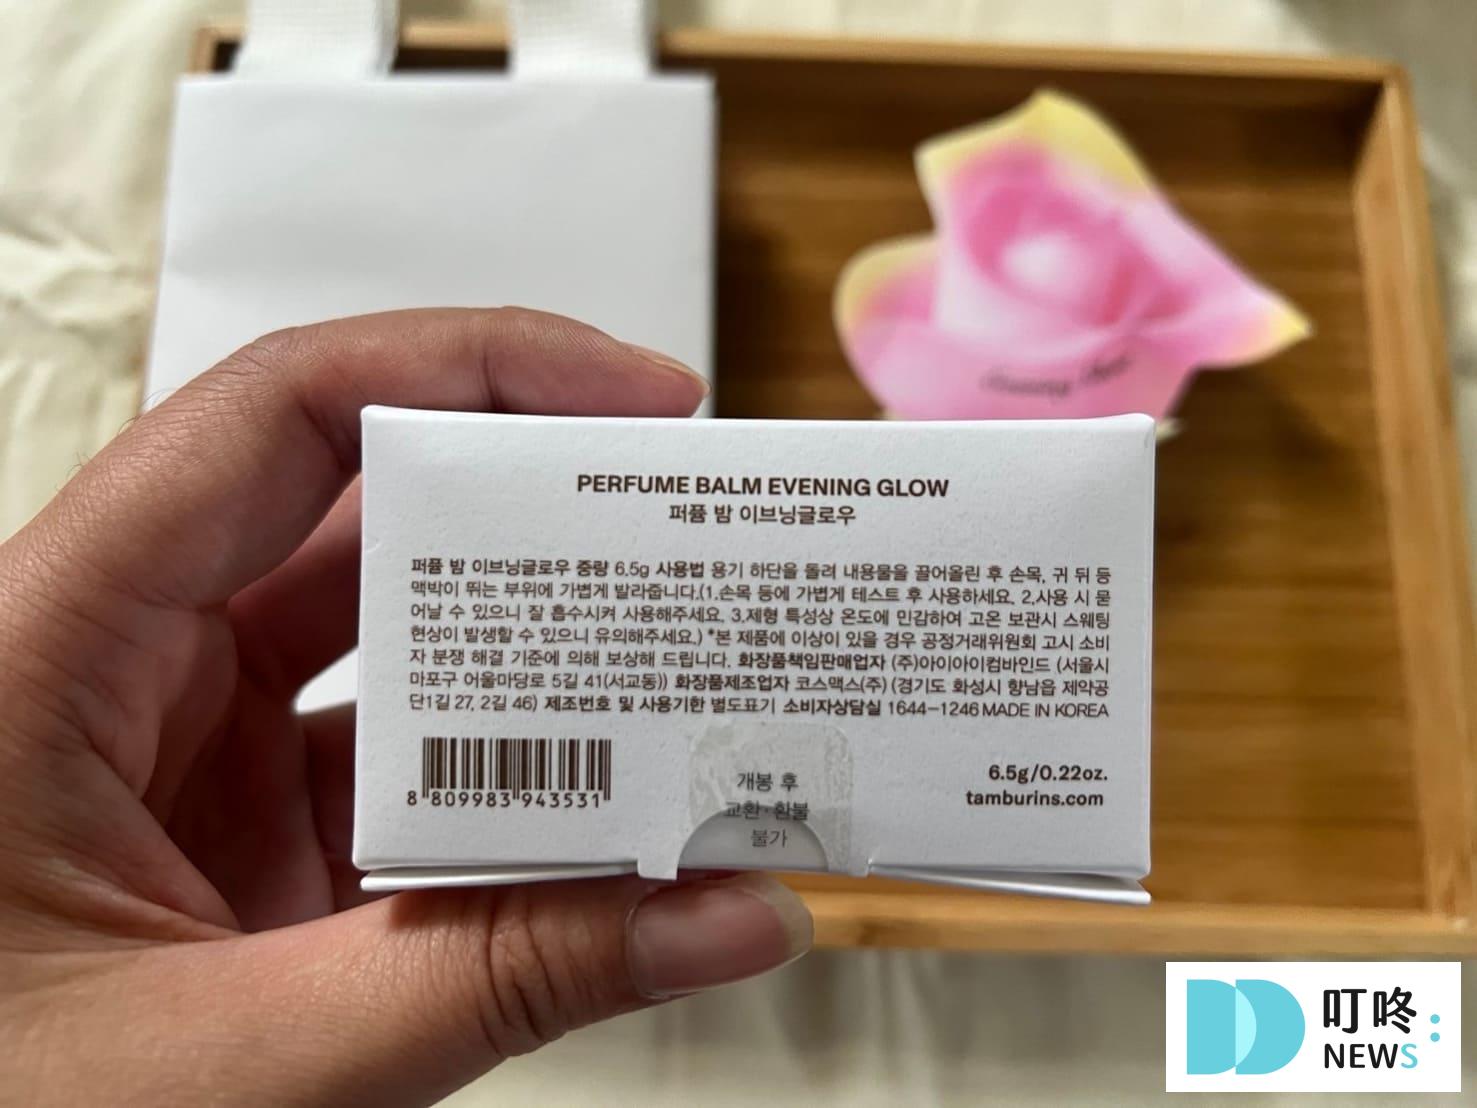 PERFUME BALM EVENING GLOW
퍼퓸 밤 이브닝글로우
퍼퓸 밤 이브닝글로우 중량 6.5g 사용법 용기 하단을 돌려 내용물을 끌어올린 후 손목, 귀 뒤 등
맥박이 뛰는 부위에 가볍게 발라줍니다.(1.손목 등에 가볍게 테스트 후 사용하세요. 2.사용 시 묻
어날 수 있으니 잘 흡수시켜 사용해주세요. 3.제형 특성상 온도에 민감하여 고온 보관시 스웨팅
현상이 발생할 수 있으니 유의해주세요.) *본 제품에 이상이 있을 경우 공정거래위원회 고시 소비
자 분쟁 해결 기준에 의해 보상해 드립니다. 화장품책임판매업자 (주)아이아이컴바인드 (서울시
마포구 어울마당로 5길 41(서교동)) 화장품제조업자 코스맥스(주) (경기도 화성시 향남읍 제약공
단1길 27, 2길 46) 제조번호 및 사용기한 별도표기 소비자상담실 1644-1246 MADE IN KOREA
8 809983 943531
개봉 후
교환·환불
불가
6.5g/0.22oz.
tamburins.com
叮咚
NEWS